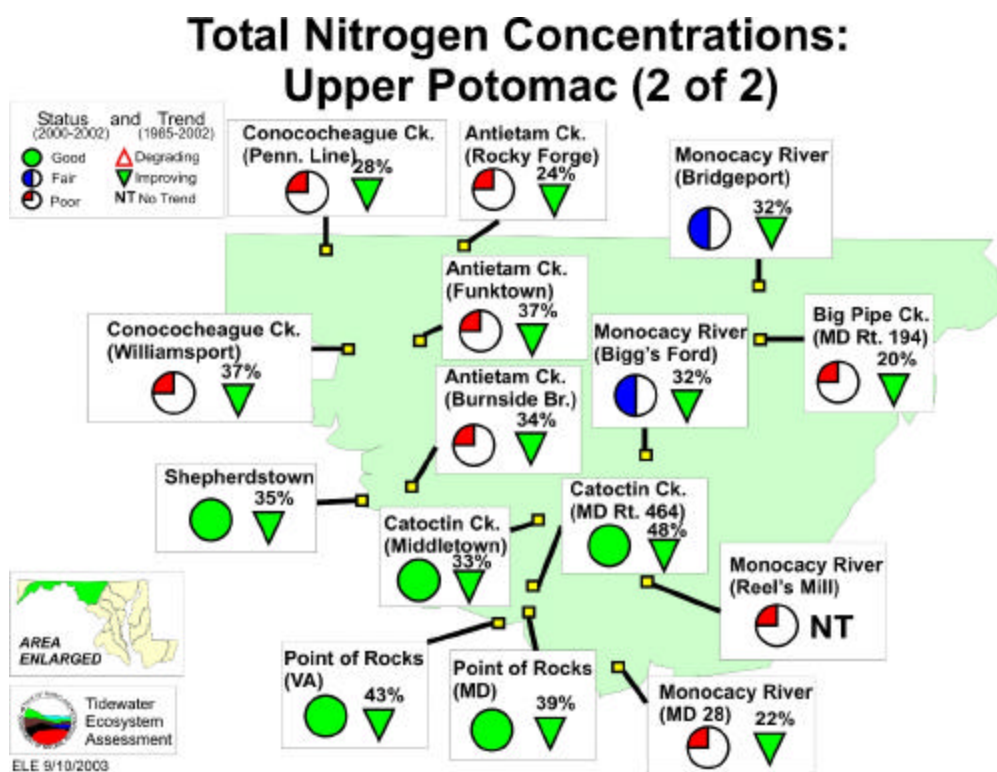 Total Nitrogen Concentrations:
Upper Potomac (2 of 2)
Status and Trend
(2000-2002) (1985-2002)
Good Degrading
Fair Improving
Poor NT No Trend
Conococheague Ck.
(Penn. Line)
28%
Antietam Ck.
(Rocky Forge)
24%
Monocacy River
(Bridgeport)
32%
Antietam Ck.
(Funktown)
37%
Conococheague Ck.
(Williamsport)
37%
Monocacy River
(Bigg's Ford)
32%
Big Pipe Ck.
(MD Rt. 194)
20%
Antietam Ck.
(Burnside Br.)
34%
Shepherdstown
35%
Catoctin Ck.
(Middletown)
33%
Catoctin Ck.
(MD Rt. 464)
48%
Monocacy River
(Reel's Mill)
NT
AREA
ENLARGED
Point of Rocks
(VA)
43%
Point of Rocks
(MD)
39%
Monocacy River
(MD 28)
22%
Tidewater
Ecosystem
Assessment
ELE 9/10/2003